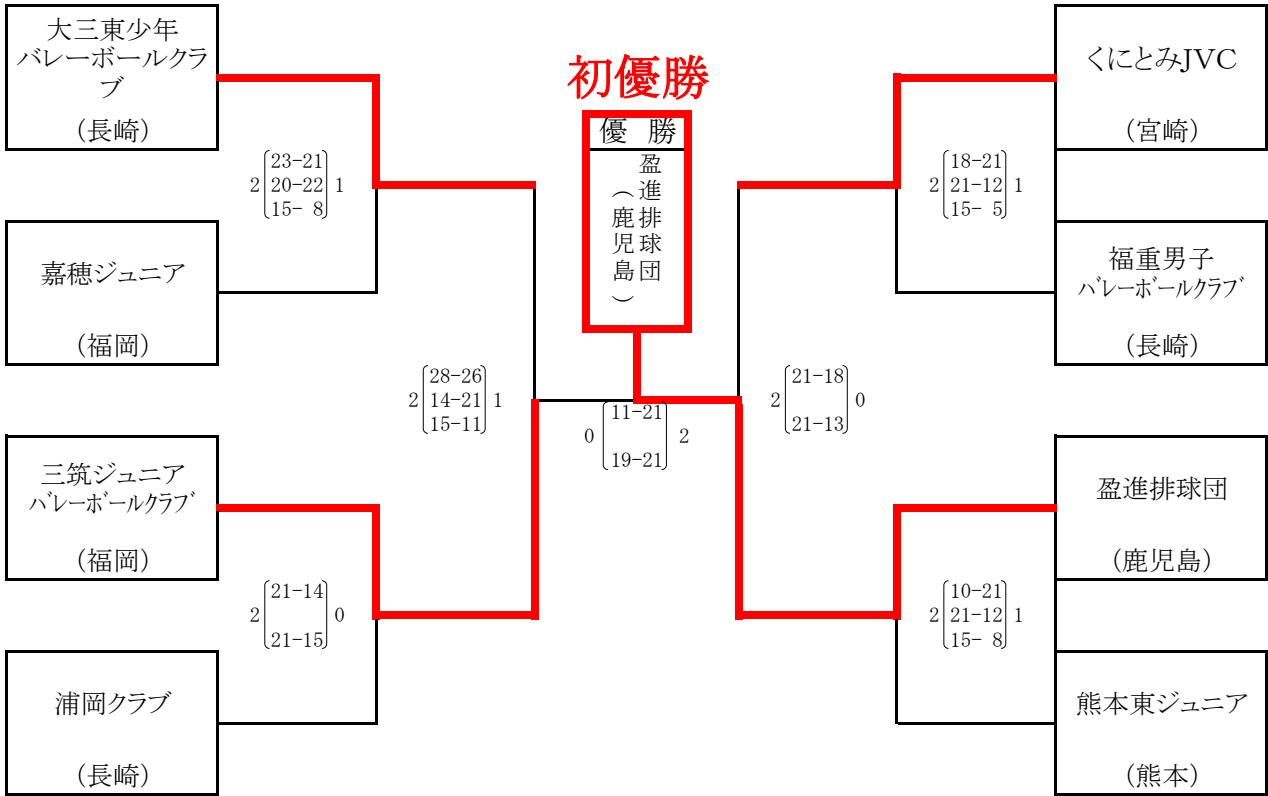 大三東少年
バレーボールクラ
ブ
(長崎)
2 23-21 1
20-22
15- 8
嘉穂ジュニア
(福岡)
2 28-26 1
14-21
15-11
三筑ジュニア
バレーボールクラブ
(福岡)
2 21-14 0
21-15
浦岡クラブ
(長崎)
初優勝
優 勝
盈進排球団
(鹿児島)
0 11-21 2
19-21
くにとみJVC
(宮崎)
2 18-21 1
21-12
15- 5
福重男子
バレーボールクラブ
(長崎)
2 21-18 0
21-13
盈進排球団
(鹿児島)
2 10-21 1
21-12
15- 8
熊本東ジュニア
(熊本)